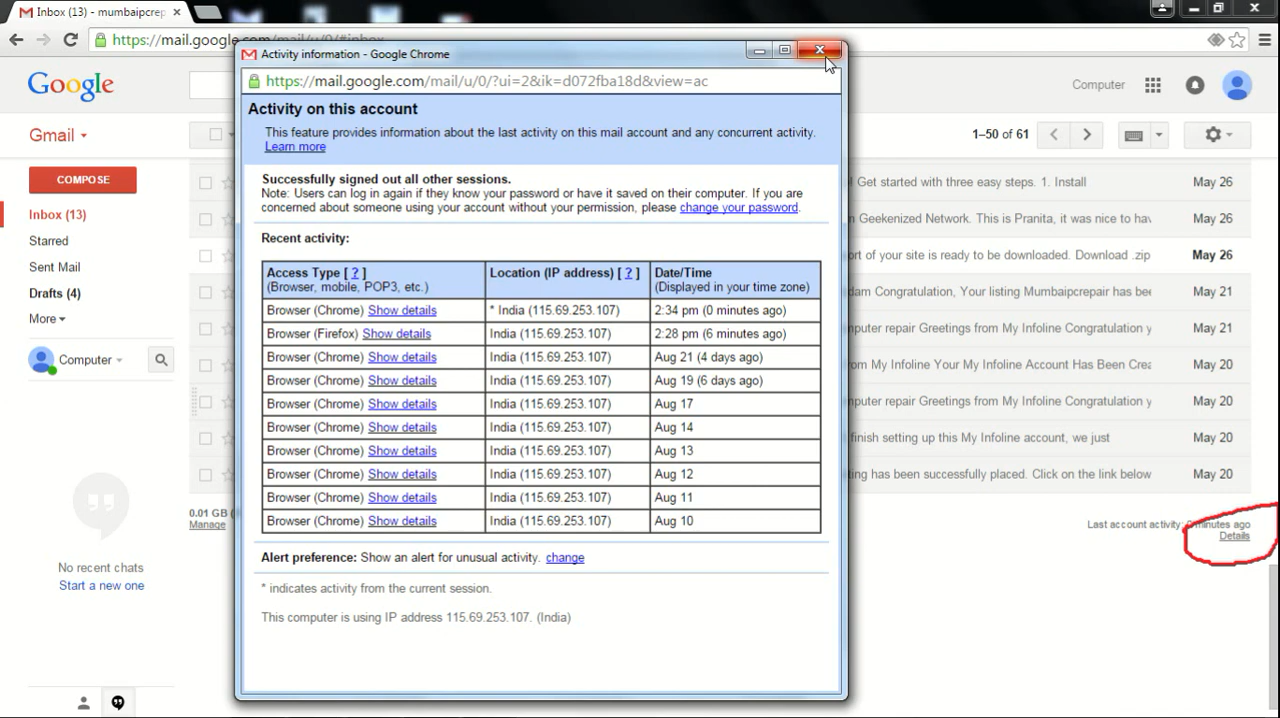 Inbox (13) - mumbaipcrep
https://mail.google.com/mail/u/0/#inbox
Activity information - Google Chrome
https://mail.google.com/mail/u/0/?ui=2&ik=d072fba18d&view=ac
Google
Computer
Gmail
1–50 of 61
COMPOSE
Inbox (13)
Starred
Sent Mail
Drafts (4)
More
Computer
No recent chats
Start a new one
Activity on this account
This feature provides information about the last activity on this mail account and any concurrent activity.
Learn more
Successfully signed out all other sessions.
Note: Users can log in again if they know your password or have it saved on their computer. If you are
concerned about someone using your account without your permission, please change your password.
Recent activity:
Access Type [ ? ] Location (IP address) [ ? ] Date/Time
(Browser, mobile, POP3, etc.) (Displayed in your time zone)
Browser (Chrome) Show details * India (115.69.253.107) 2:34 pm (0 minutes ago)
Browser (Firefox) Show details India (115.69.253.107) 2:28 pm (6 minutes ago)
Browser (Chrome) Show details India (115.69.253.107) Aug 21 (4 days ago)
Browser (Chrome) Show details India (115.69.253.107) Aug 19 (6 days ago)
Browser (Chrome) Show details India (115.69.253.107) Aug 17
Browser (Chrome) Show details India (115.69.253.107) Aug 14
Browser (Chrome) Show details India (115.69.253.107) Aug 13
Browser (Chrome) Show details India (115.69.253.107) Aug 12
Browser (Chrome) Show details India (115.69.253.107) Aug 11
Browser (Chrome) Show details India (115.69.253.107) Aug 10
Alert preference: Show an alert for unusual activity. change
* indicates activity from the current session.
This computer is using IP address 115.69.253.107. (India)
! Get started with three easy steps. 1. Install May 26
n Geekenized Network. This is Pranita, it was nice to hav May 26
ort of your site is ready to be downloaded. Download .zip May 26
dam Congratulation, Your listing Mumbaipcrepair has bee May 21
nputer repair Greetings from My Infoline Congratulation y May 21
from My Infoline Your My Infoline Account Has Been Crea May 20
nputer repair Greetings from My Infoline Congratulation y May 20
finish setting up this My Infoline account, we just May 20
ting has been successfully placed. Click on the link below May 20
0.01 GB (
Manage
Last account activity: 0 minutes ago
Details